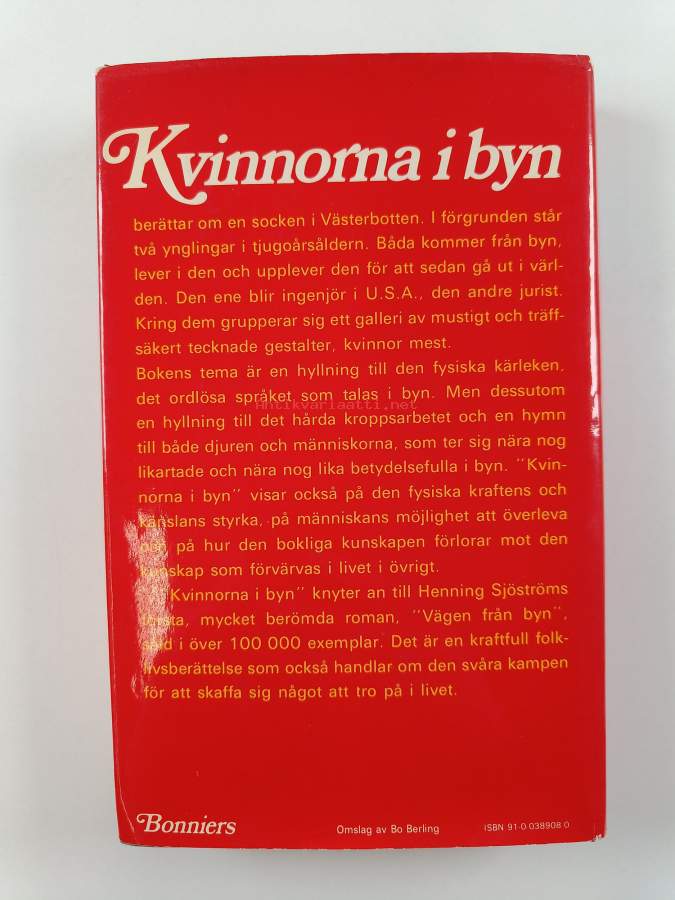 Kvinnorna i byn
berättar om en socken i Västerbotten. I förgrunden står
två ynglingar i tjugoårsåldern. Båda kommer från byn,
lever i den och upplever den för att sedan gå ut i värl-
den. Den ene blir ingenjör i U.S.A., den andre jurist.
Kring dem grupperar sig ett galleri av mustigt och träff-
säkert tecknade gestalter, kvinnor mest.
Bokens tema är en hyllning till den fysiska kärleken,
det ordlösa språket som talas i byn. Men dessutom
Antikvariaatti.net
en hyllning till det hårda kroppsarbetet och en hymn
till både djuren och människorna, som ter sig nära nog
likartade och nära nog lika betydelsefulla i byn. "Kvin-
norna i byn" visar också på den fysiska kraftens och
känslans styrka, på människans möjlighet att överleva
och på hur den bokliga kunskapen förlorar mot den
kunskap som förvärvas i livet i övrigt.
"Kvinnorna i byn" knyter an till Henning Sjöströms
första, mycket berömda roman, "Vägen från byn",
såld i över 100 000 exemplar. Det är en kraftfull folk-
livsberättelse som också handlar om den svåra kampen
för att skaffa sig något att tro på i livet.
Bonniers
Omslag av Bo Berling
ISBN 91-0 038908 0